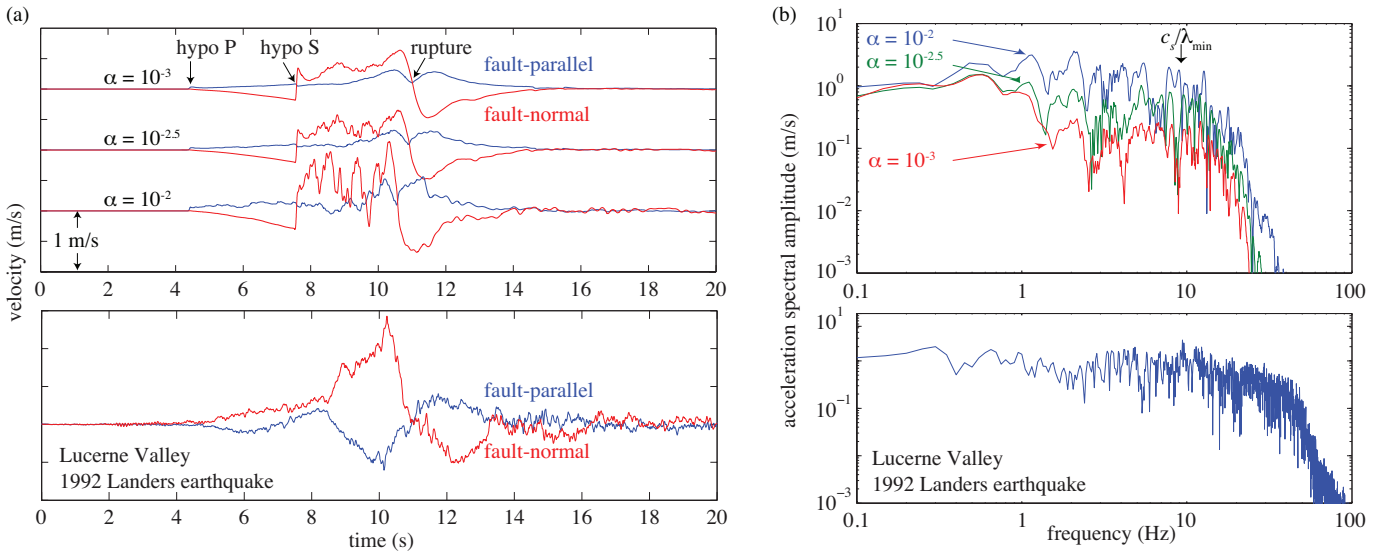 (a)
hypo P
hypo S
rupture
α = 10⁻³
fault-parallel
fault-normal
α = 10⁻²·⁵
α = 10⁻²
1 m/s
0 2 4 6 8 10 12 14 16 18 20
velocity (m/s)
fault-parallel
fault-normal
Lucerne Valley
1992 Landers earthquake
0 2 4 6 8 10 12 14 16 18 20
time (s)
(b)
10¹
10⁰
10⁻¹
10⁻²
10⁻³
α = 10⁻²
α = 10⁻²·⁵
α = 10⁻³
cₛ/λmin
0.1 1 10 100
acceleration spectral amplitude (m/s)
10¹
10⁻¹
10⁻³
Lucerne Valley
1992 Landers earthquake
0.1 1 10 100
frequency (Hz)